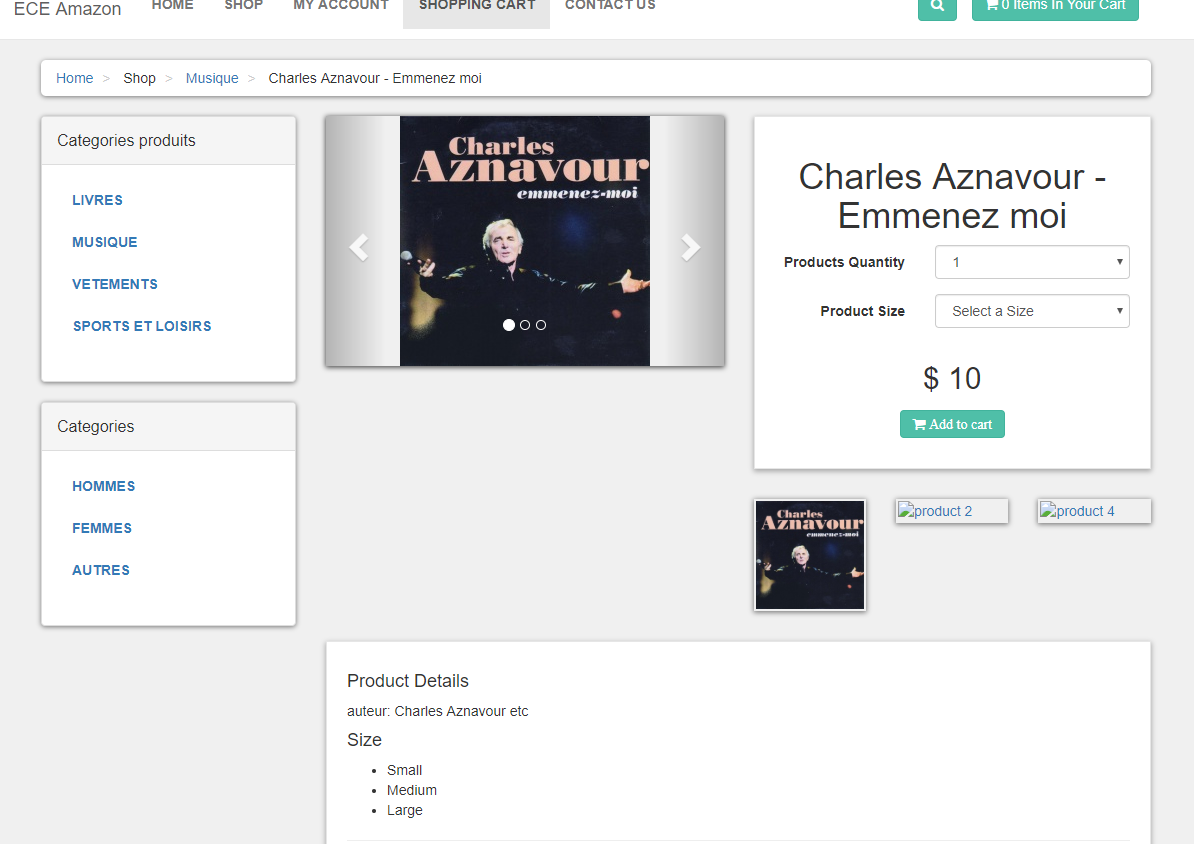 ECE Amazon
HOME
SHOP
MY ACCOUNT
SHOPPING CART
CONTACT US
0 Items In Your Cart
Home > Shop > Musique > Charles Aznavour - Emmenez moi
Categories produits
LIVRES
MUSIQUE
VETEMENTS
SPORTS ET LOISIRS
Categories
HOMMES
FEMMES
AUTRES
Charles
Aznavour
emmenez-moi
Charles Aznavour -
Emmenez moi
Products Quantity
1
Product Size
Select a Size
$ 10
Add to cart
Charles
Aznavour
emmenez-moi
product 2
product 4
Product Details
auteur: Charles Aznavour etc
Size
• Small
• Medium
• Large